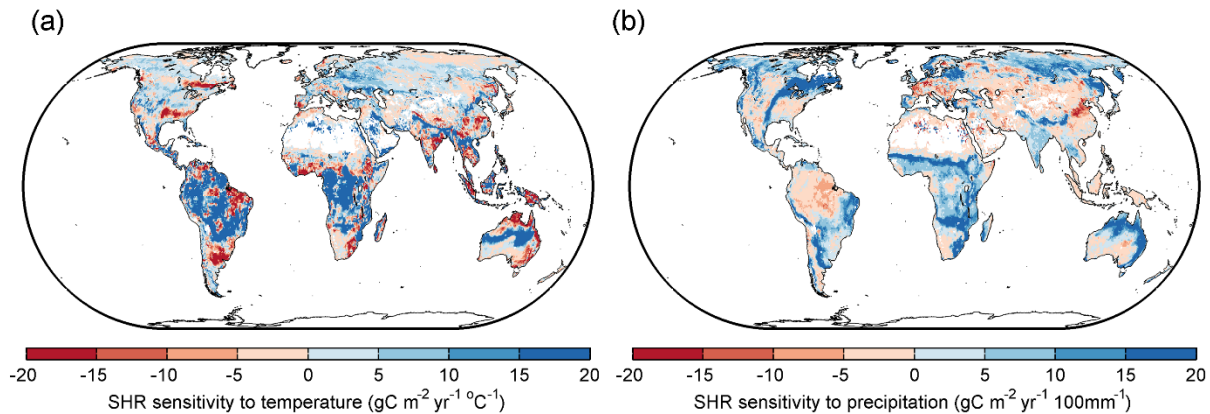 (a)
(b)
-20 -15 -10 -5 0 5 10 15 20
SHR sensitivity to temperature (gC m⁻² yr⁻¹ ºC⁻¹)
-20 -15 -10 -5 0 5 10 15 20
SHR sensitivity to precipitation (gC m⁻² yr⁻¹ 100mm⁻¹)